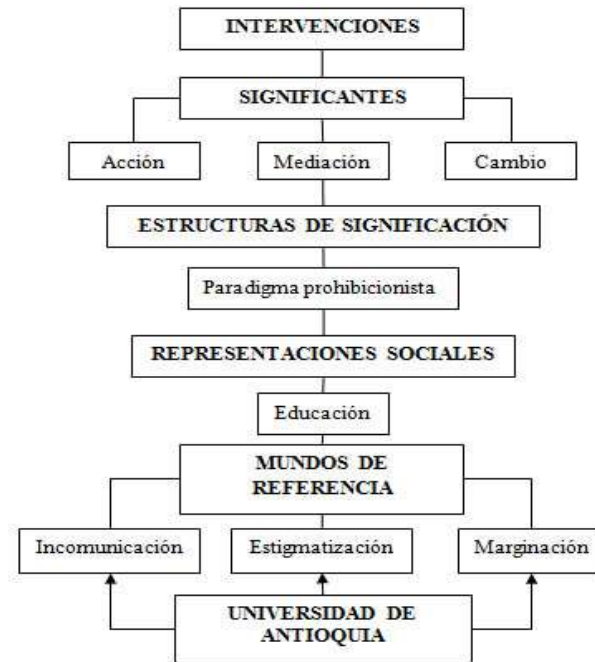 INTERVENCIONES
SIGNIFICANTES
Acción
Mediación
Cambio
ESTRUCTURAS DE SIGNIFICACIÓN
Paradigma prohibicionista
REPRESENTACIONES SOCIALES
Educación
MUNDOS DE
REFERENCIA
Incomunicación
Estigmatización
Marginación
UNIVERSIDAD DE
ANTIOQUIA